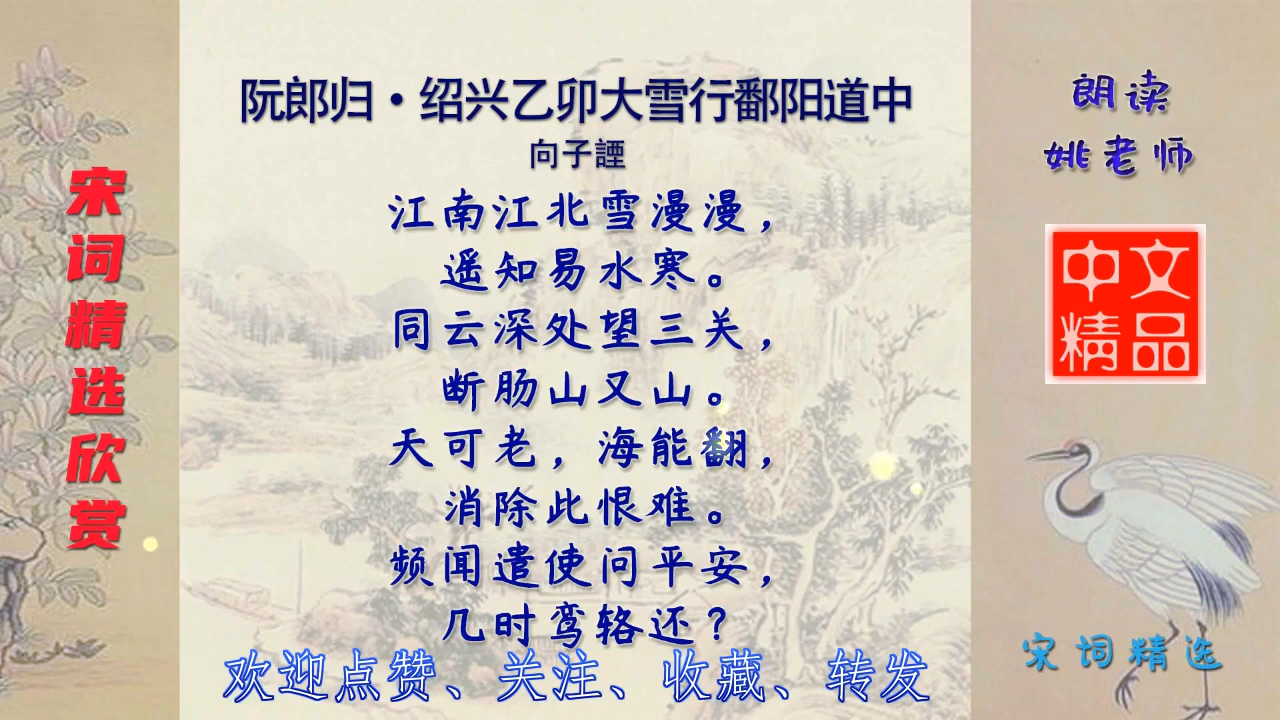 阮郎归·绍兴乙卯大雪行鄱阳道中
向子諲
江南江北雪漫漫，
遥知易水寒。
同云深处望三关，
断肠山又山。
天可老，海能翻，
消除此恨难。
频闻遣使问平安，
几时鸾辂还？
欢迎点赞、关注、收藏、转发
宋词精选欣赏
朗读
姚老师
中文
精品
宋词精选